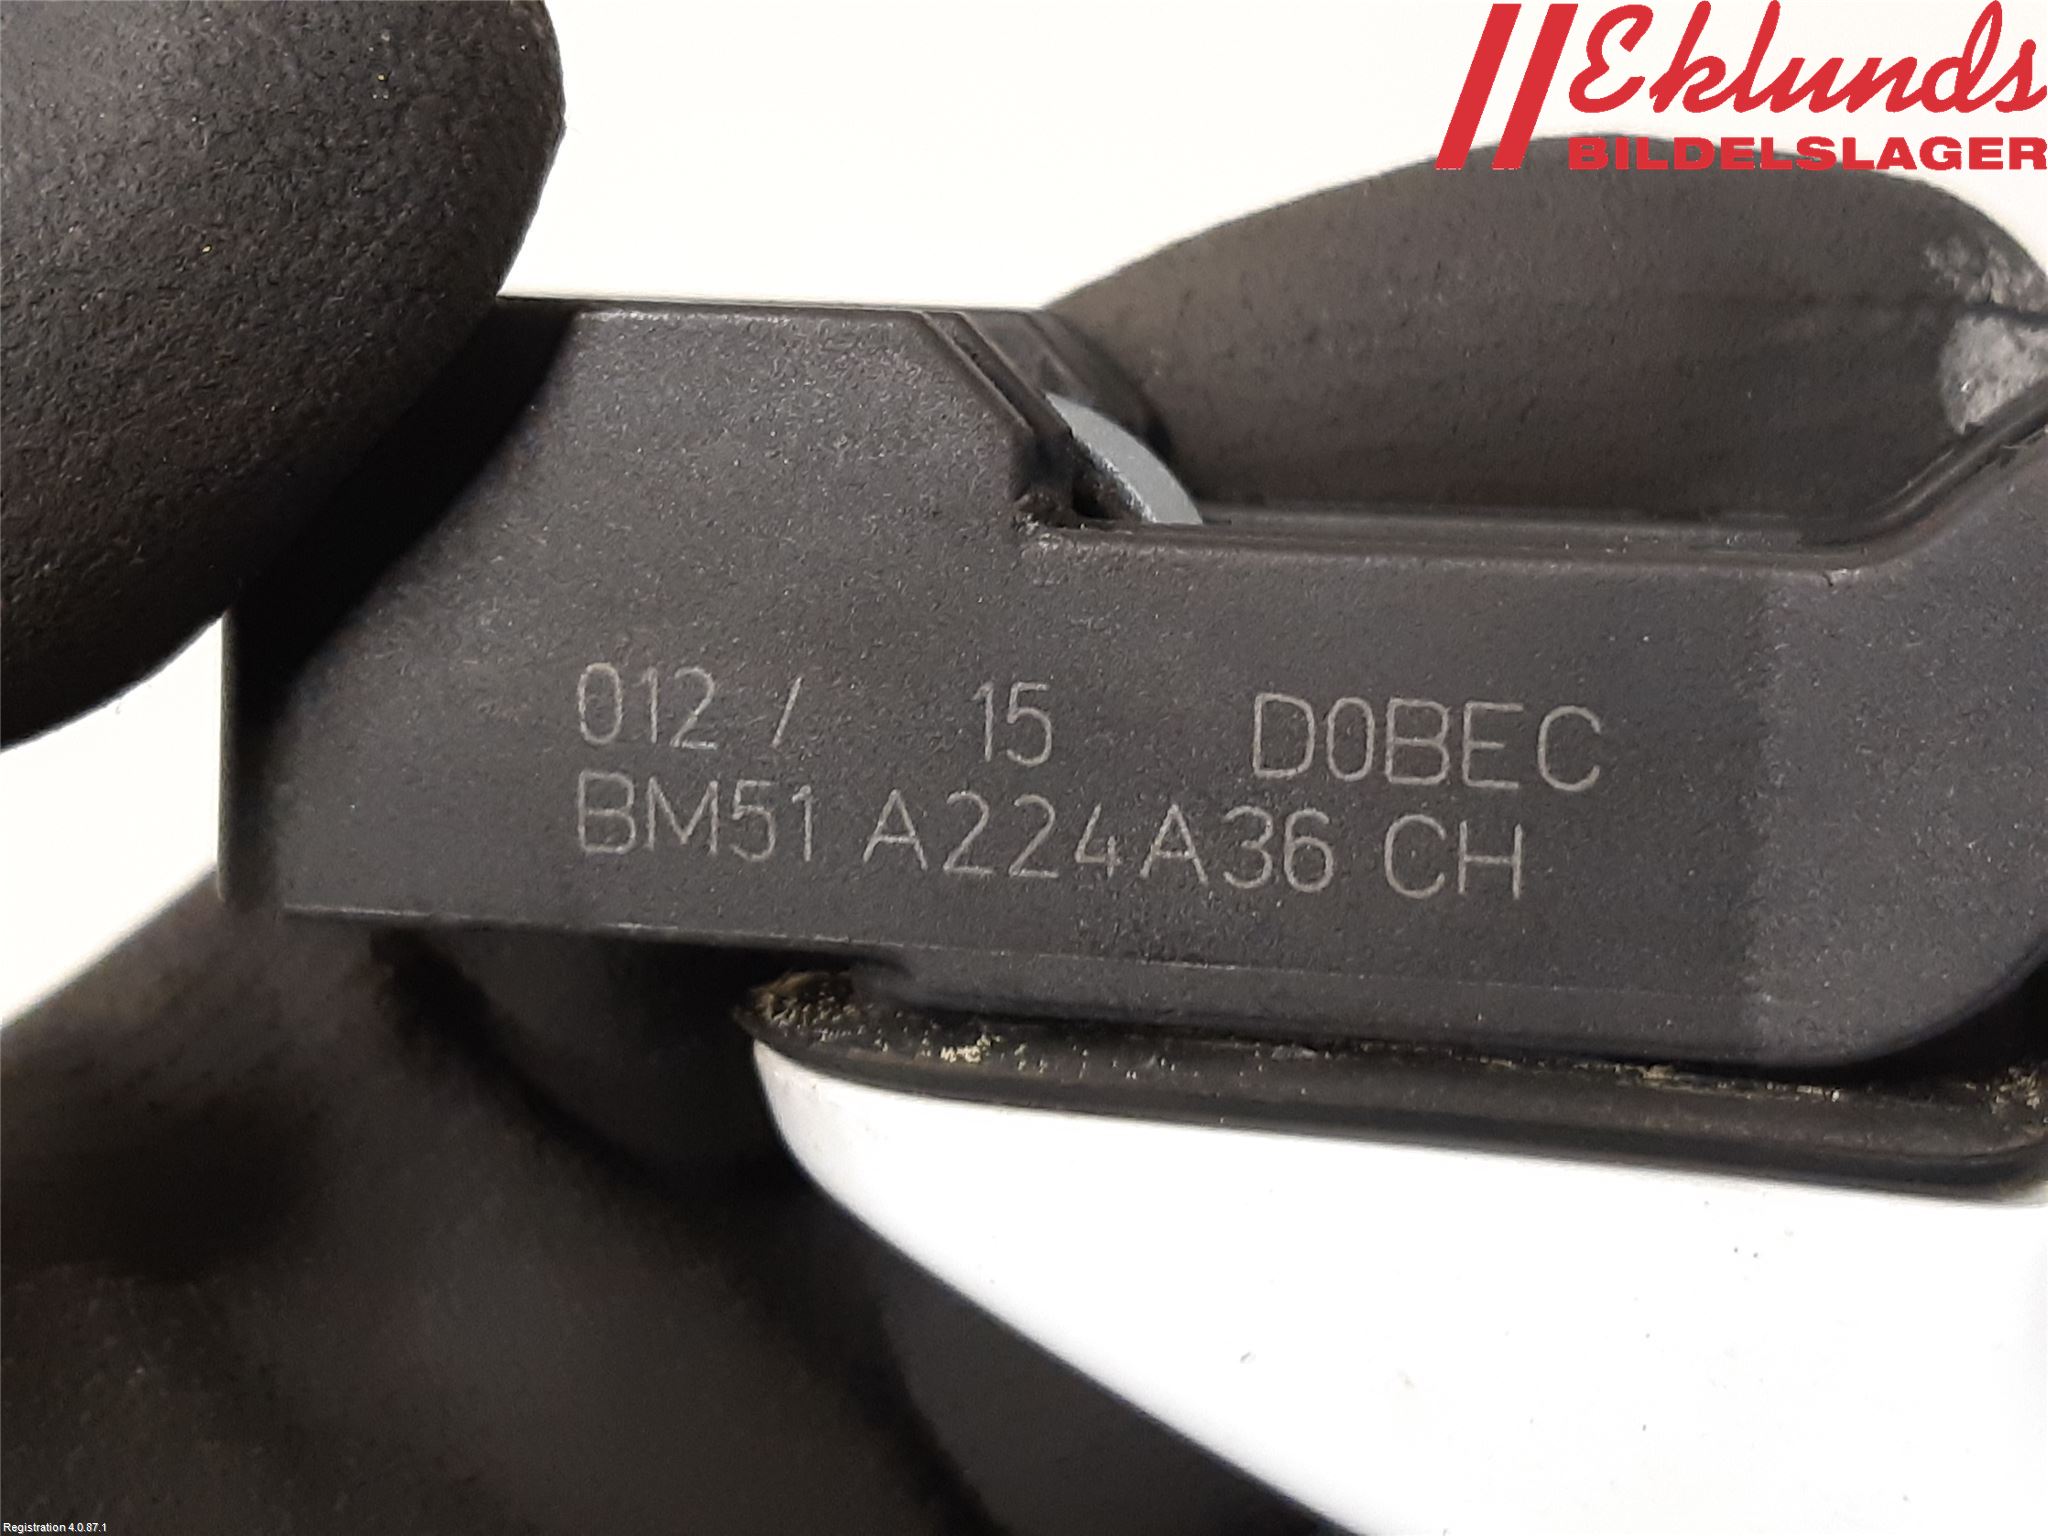 Eklunds
BILDELSLAGER
012 / 15 D0BEC
BM51 A224A36 CH
Registration 4.0.87.1